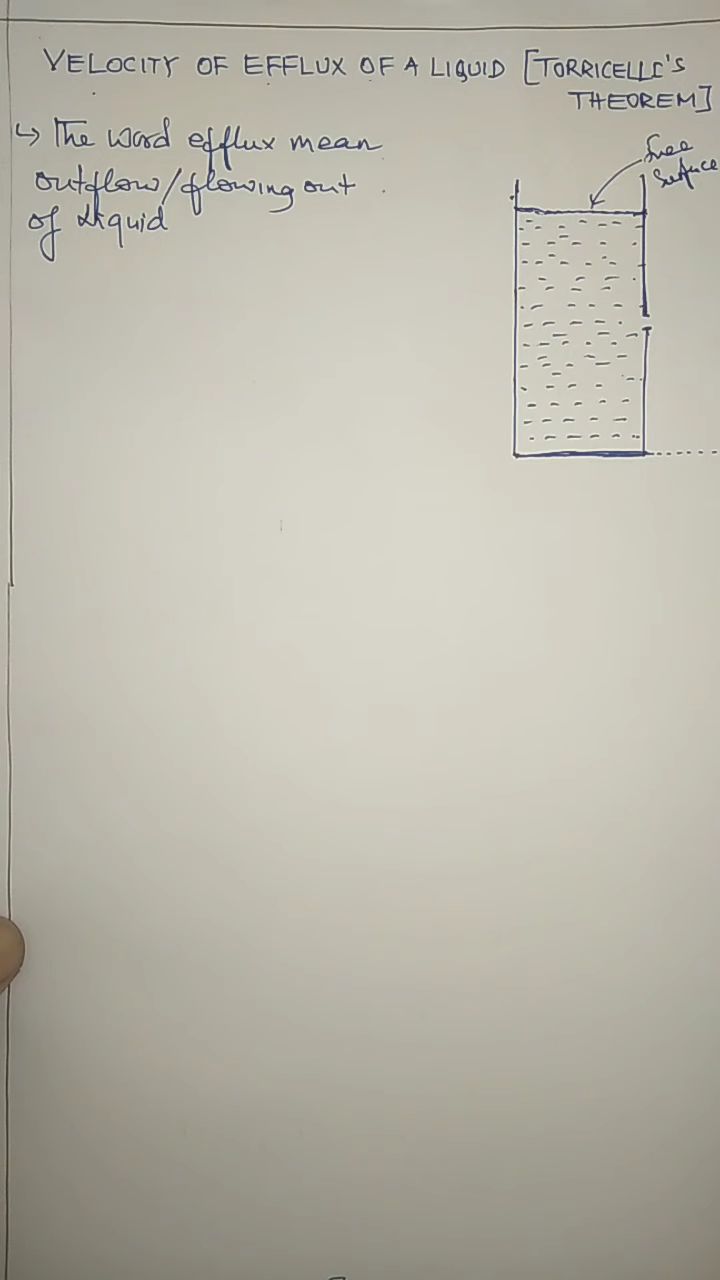 VELOCITY OF EFFLUX OF A LIQUID [TORRICELLI'S
THEOREM]
↳ The word efflux mean
outflow/flowing out
of liquid
free
surface